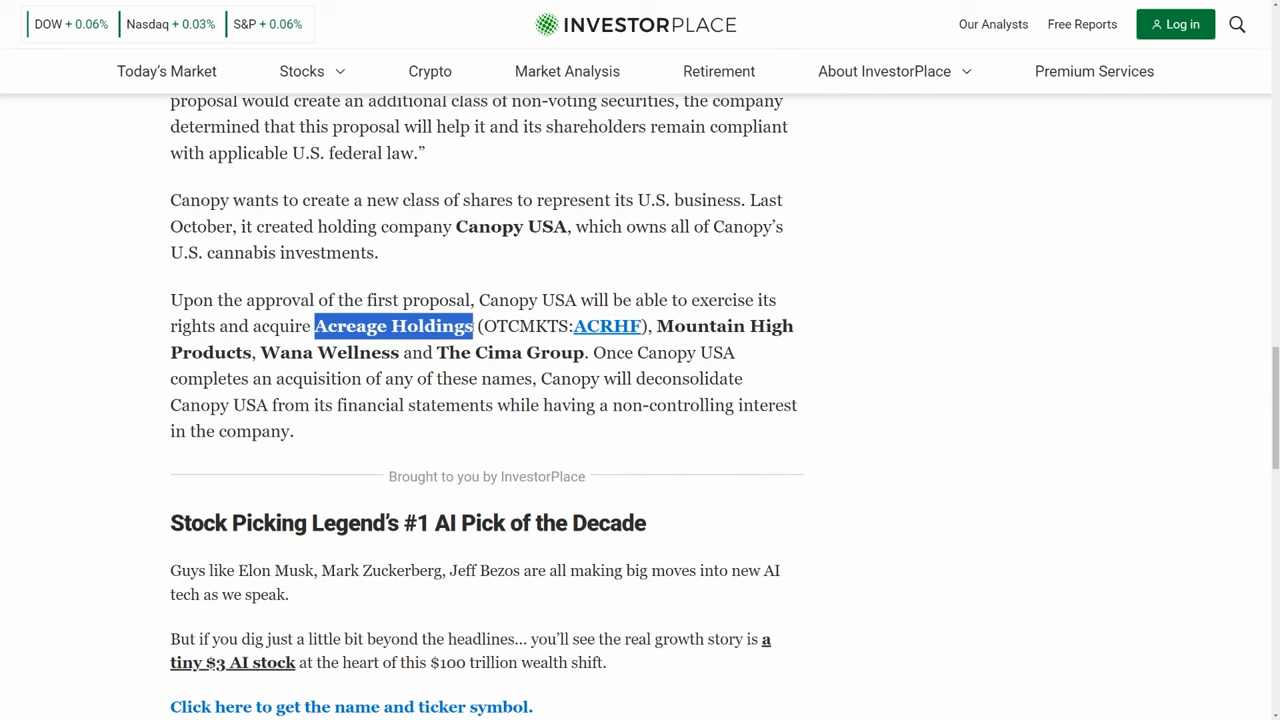 DOW + 0.06% Nasdaq + 0.03% S&P + 0.06%
INVESTORPLACE
Our Analysts Free Reports Log in
Today's Market Stocks Crypto Market Analysis Retirement About InvestorPlace Premium Services
proposal would create an additional class of non-voting securities, the company
determined that this proposal will help it and its shareholders remain compliant
with applicable U.S. federal law.”
Canopy wants to create a new class of shares to represent its U.S. business. Last
October, it created holding company Canopy USA, which owns all of Canopy’s
U.S. cannabis investments.
Upon the approval of the first proposal, Canopy USA will be able to exercise its
rights and acquire Acreage Holdings (OTCMKTS:ACRHF), Mountain High
Products, Wana Wellness and The Cima Group. Once Canopy USA
completes an acquisition of any of these names, Canopy will deconsolidate
Canopy USA from its financial statements while having a non-controlling interest
in the company.
Brought to you by InvestorPlace
Stock Picking Legend’s #1 AI Pick of the Decade
Guys like Elon Musk, Mark Zuckerberg, Jeff Bezos are all making big moves into new AI
tech as we speak.
But if you dig just a little bit beyond the headlines... you’ll see the real growth story is a
tiny $3 AI stock at the heart of this $100 trillion wealth shift.
Click here to get the name and ticker symbol.